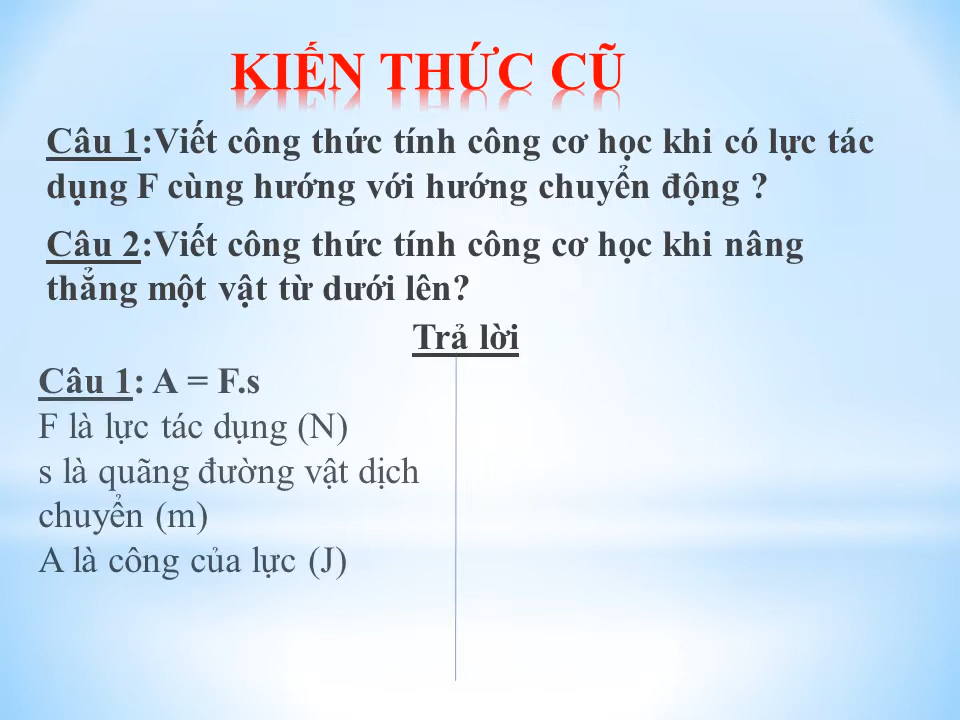 KIẾN THỨC CŨ
Câu 1:Viết công thức tính công cơ học khi có lực tác
dụng F cùng hướng với hướng chuyển động ?
Câu 2:Viết công thức tính công cơ học khi nâng
thẳng một vật từ dưới lên?
Trả lời
Câu 1: A = F.s
F là lực tác dụng (N)
s là quãng đường vật dịch
chuyển (m)
A là công của lực (J)